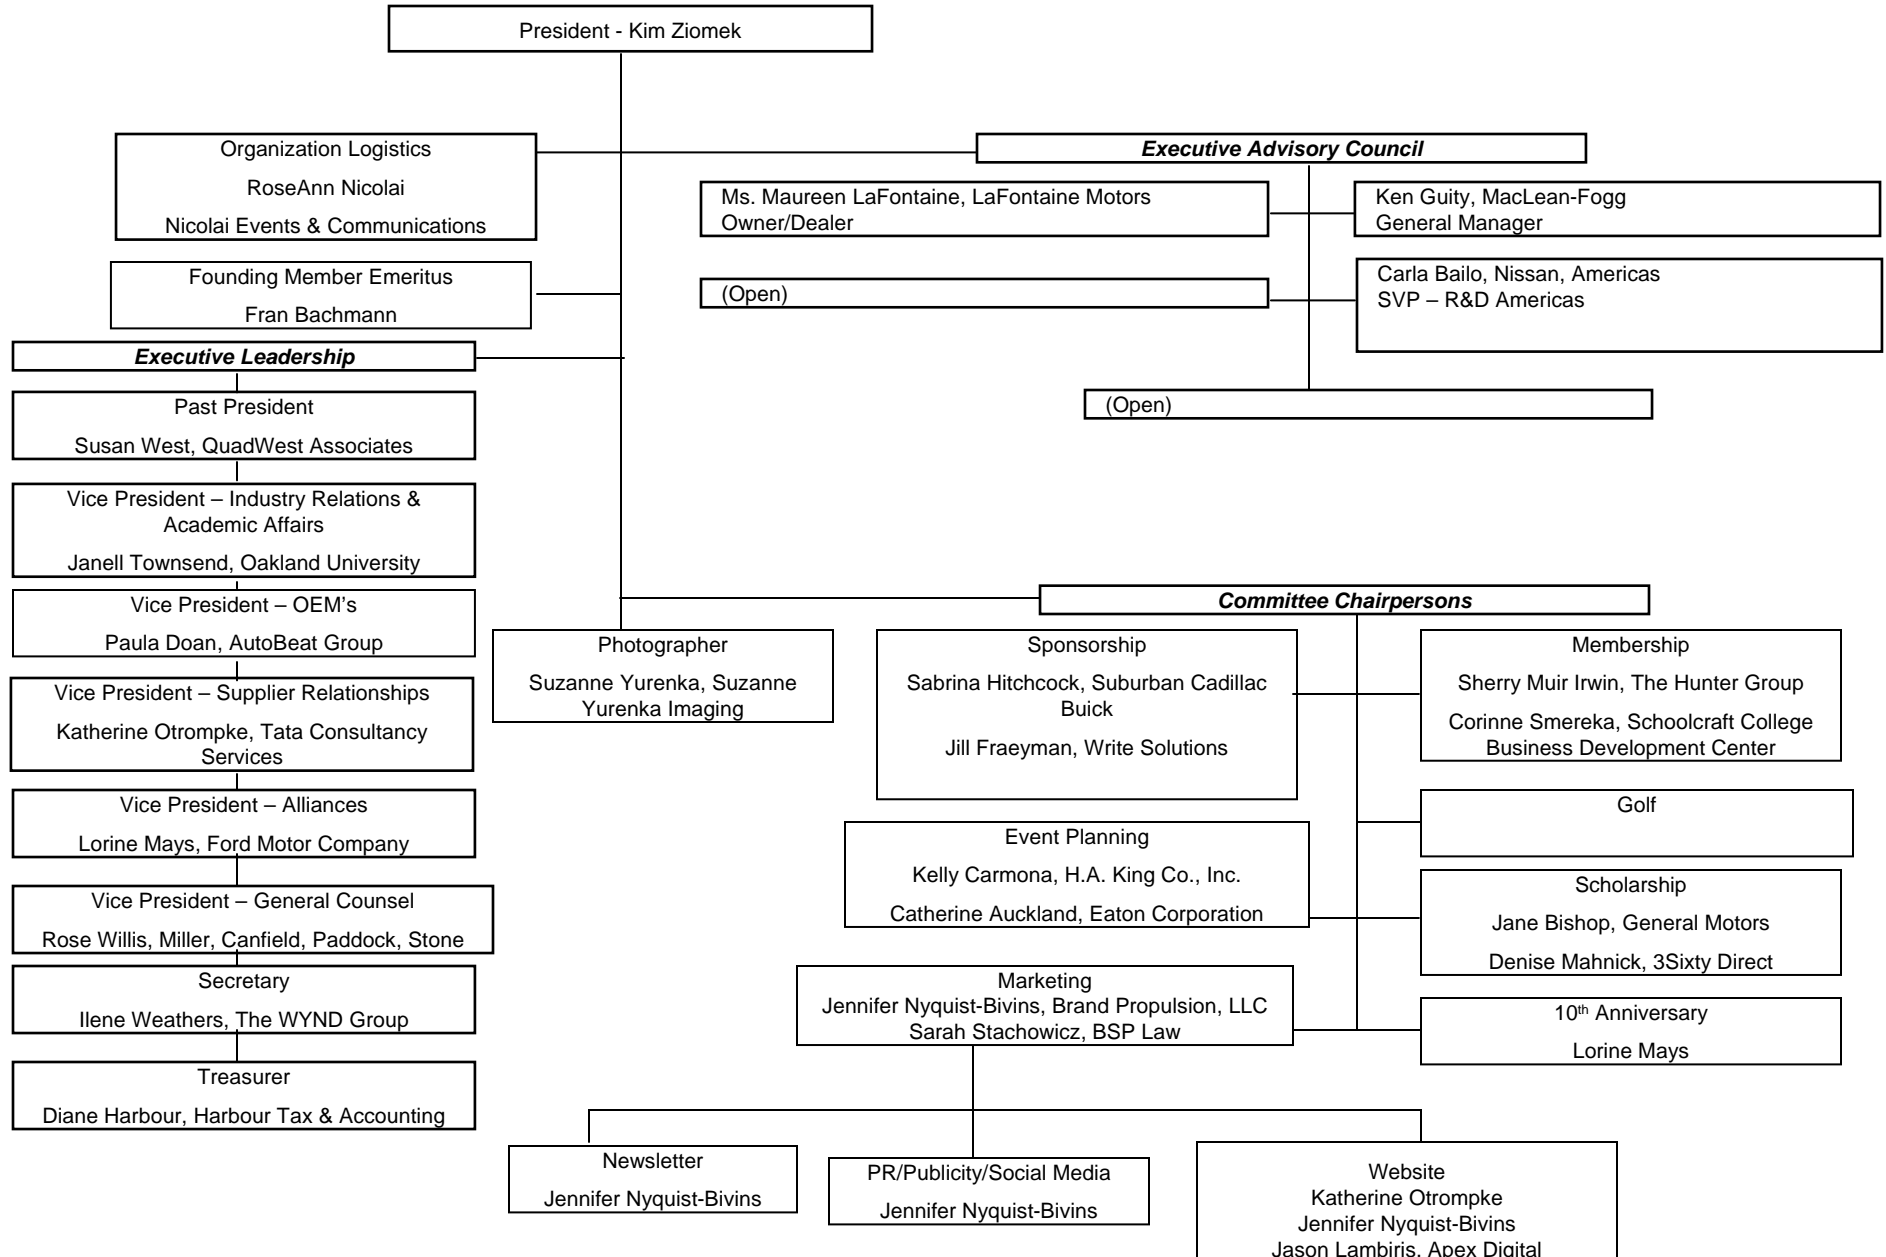 President - Kim Ziomek
Organization Logistics
RoseAnn Nicolai
Nicolai Events & Communications
Founding Member Emeritus
Fran Bachmann
Executive Advisory Council
Ms. Maureen LaFontaine, LaFontaine Motors
Owner/Dealer
Ken Guity, MacLean-Fogg
General Manager
(Open)
Carla Bailo, Nissan, Americas
SVP – R&D Americas
(Open)
Executive Leadership
Past President
Susan West, QuadWest Associates
Vice President – Industry Relations &
Academic Affairs
Janell Townsend, Oakland University
Vice President – OEM's
Paula Doan, AutoBeat Group
Vice President – Supplier Relationships
Katherine Otrompke, Tata Consultancy
Services
Vice President – Alliances
Lorine Mays, Ford Motor Company
Vice President – General Counsel
Rose Willis, Miller, Canfield, Paddock, Stone
Secretary
Ilene Weathers, The WYND Group
Treasurer
Diane Harbour, Harbour Tax & Accounting
Photographer
Suzanne Yurenka, Suzanne
Yurenka Imaging
Committee Chairpersons
Sponsorship
Sabrina Hitchcock, Suburban Cadillac
Buick
Jill Fraeyman, Write Solutions
Membership
Sherry Muir Irwin, The Hunter Group
Corinne Smereka, Schoolcraft College
Business Development Center
Golf
Event Planning
Kelly Carmona, H.A. King Co., Inc.
Catherine Auckland, Eaton Corporation
Scholarship
Jane Bishop, General Motors
Denise Mahnick, 3Sixty Direct
Marketing
Jennifer Nyquist-Bivins, Brand Propulsion, LLC
Sarah Stachowicz, BSP Law
10th Anniversary
Lorine Mays
Newsletter
Jennifer Nyquist-Bivins
PR/Publicity/Social Media
Jennifer Nyquist-Bivins
Website
Katherine Otrompke
Jennifer Nyquist-Bivins
Jason Lambiris, Apex Digital